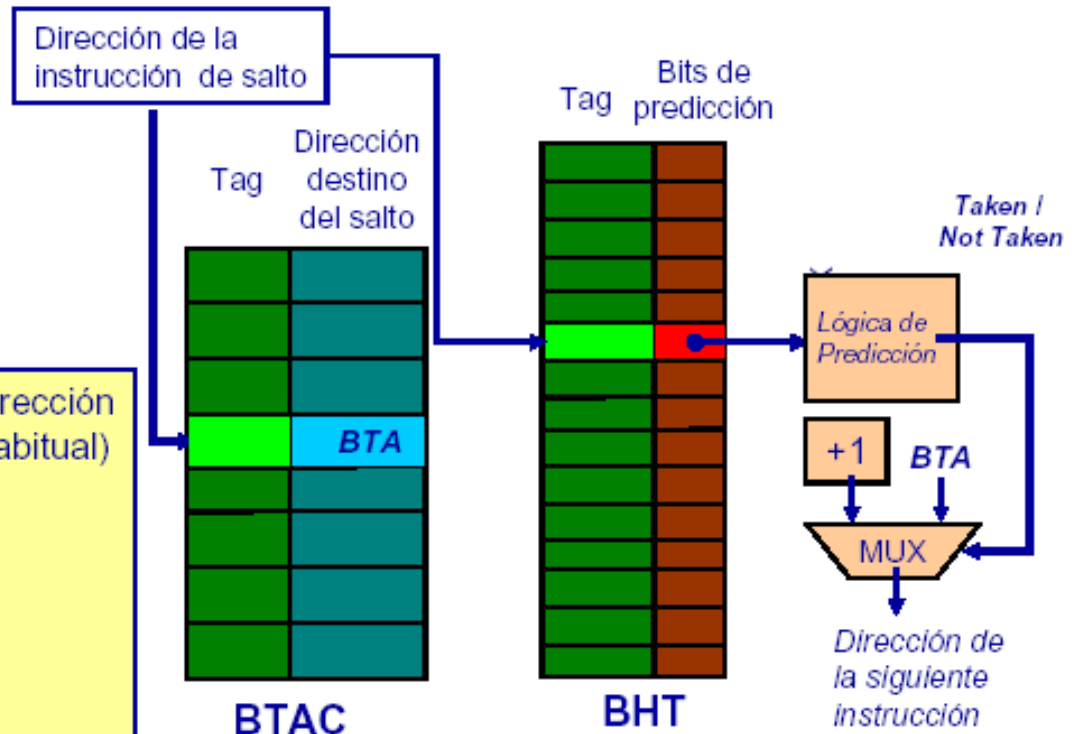 Dirección de la
instrucción de salto
Tag
Dirección
destino
del salto
BTA
BTAC
Tag
Bits de
predicción
BHT
Taken /
Not Taken
Lógica de
Predicción
+1
BTA
MUX
Dirección de
la siguiente
instrucción
rección
abitual)